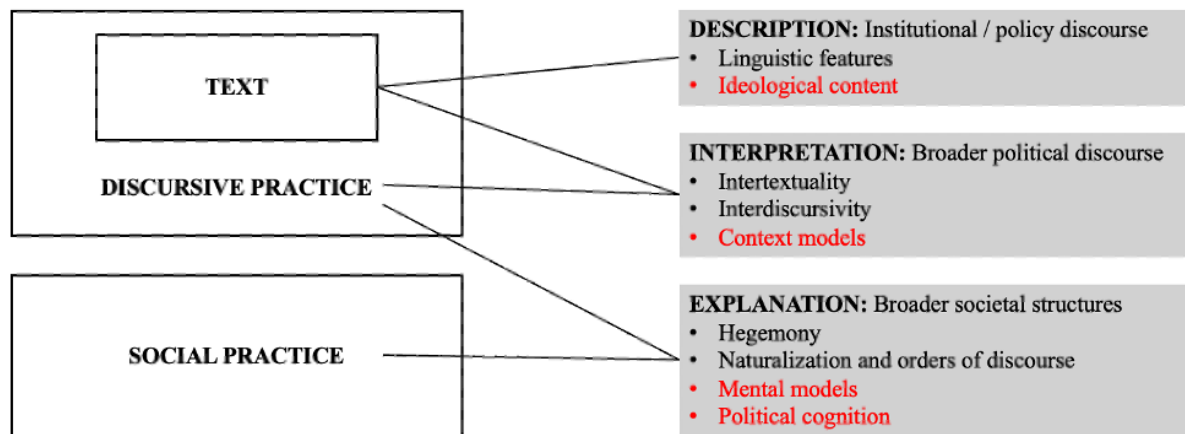 TEXT
DISCURSIVE PRACTICE
SOCIAL PRACTICE
DESCRIPTION: Institutional / policy discourse
• Linguistic features
• Ideological content
INTERPRETATION: Broader political discourse
• Intertextuality
• Interdiscursivity
• Context models
EXPLANATION: Broader societal structures
• Hegemony
• Naturalization and orders of discourse
• Mental models
• Political cognition